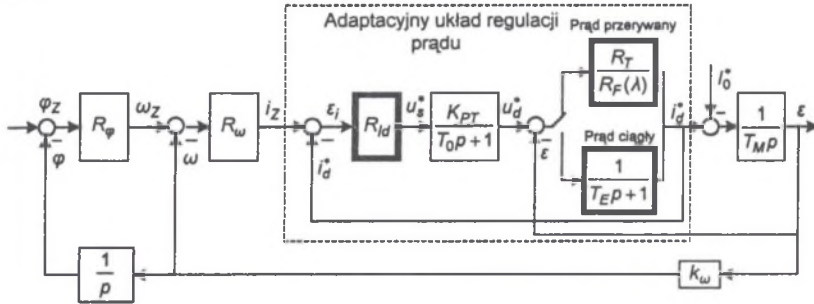 Adaptacyjny układ regulacji
prądu
Prąd przerywany
R_T
R_F(λ)
I_0^*
φ_Z
R_φ
ω_Z
R_ω
i_Z
ε_i
R_Id
u_s^*
K_PT
T_0p+1
u_d^*
i_d^*
1
T_Mp
ε
φ
ω
i_d^*
ε
Prąd ciągły
1
T_Ep+1
1
p
k_ω